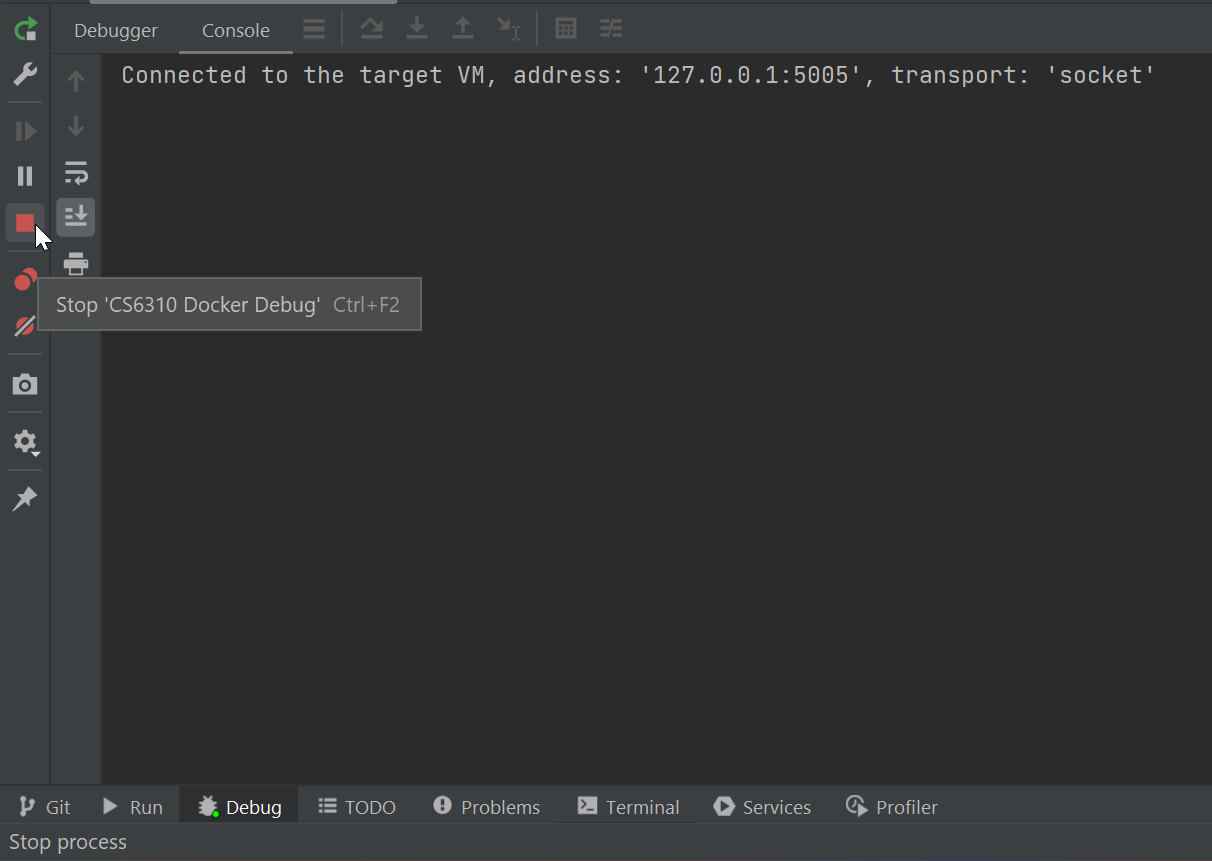 Debugger Console
Connected to the target VM, address: '127.0.0.1:5005', transport: 'socket'
Stop 'CS6310 Docker Debug' Ctrl+F2
Git Run Debug TODO Problems Terminal Services Profiler
Stop process